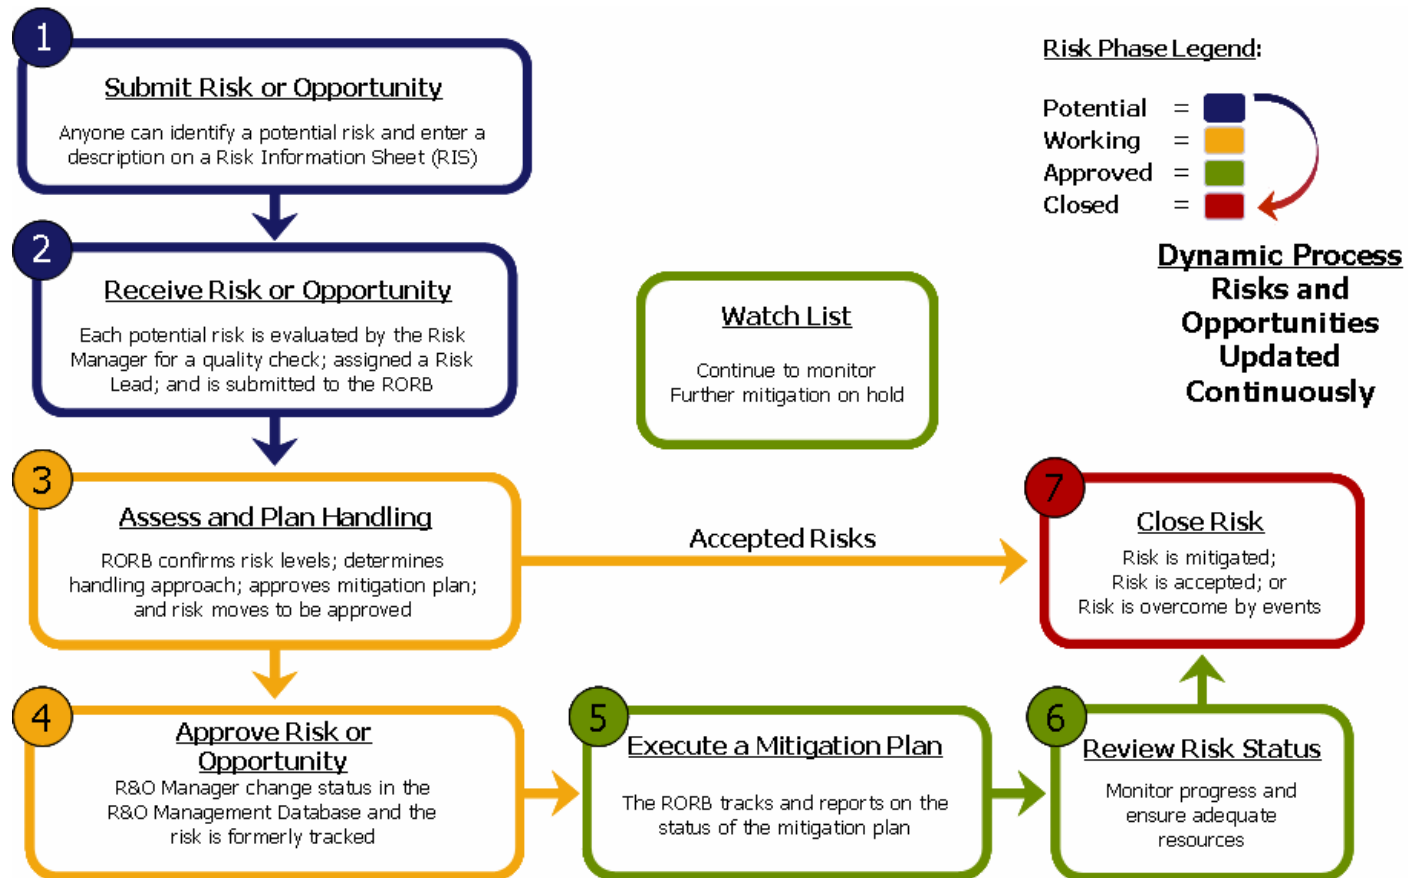 1
Submit Risk or Opportunity
Anyone can identify a potential risk and enter a
description on a Risk Information Sheet (RIS)
2
Receive Risk or Opportunity
Each potential risk is evaluated by the Risk
Manager for a quality check; assigned a Risk
Lead; and is submitted to the RORB
3
Assess and Plan Handling
RORB confirms risk levels; determines
handling approach; approves mitigation plan;
and risk moves to be approved
4
Approve Risk or
Opportunity
R&O Manager change status in the
R&O Management Database and the
risk is formerly tracked
5
Execute a Mitigation Plan
The RORB tracks and reports on the
status of the mitigation plan
6
Review Risk Status
Monitor progress and
ensure adequate
resources
7
Close Risk
Risk is mitigated;
Risk is accepted; or
Risk is overcome by events
Accepted Risks
Watch List
Continue to monitor
Further mitigation on hold
Risk Phase Legend:
Potential =
Working =
Approved =
Closed =
Dynamic Process
Risks and
Opportunities
Updated
Continuously